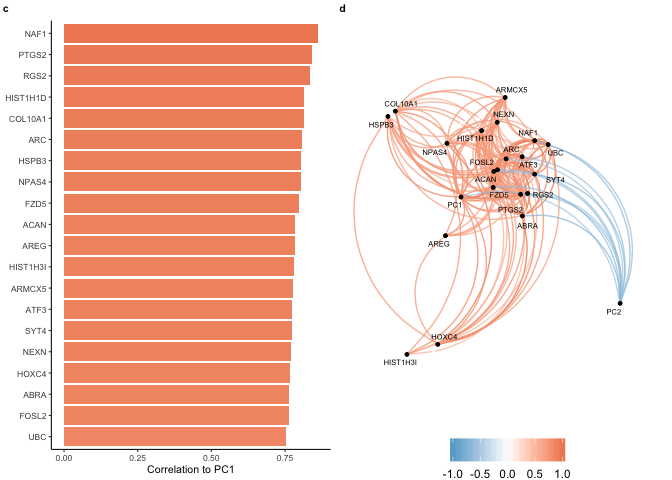 c
NAF1
PTGS2
RGS2
HIST1H1D
COL10A1
ARC
HSPB3
NPAS4
FZD5
ACAN
AREG
HIST1H3I
ARMCX5
ATF3
SYT4
NEXN
HOXC4
ABRA
FOSL2
UBC
0.00 0.25 0.50 0.75
Correlation to PC1
d
ARMCX5
COL10A1
HSPB3
NEXN
HIST1H1D
NAF1
NPAS4
ARC
UBC
FOSL2
ATF3
ACAN
SYT4
FZD5
RGS2
PC1
PTGS2
ABRA
AREG
PC2
HOXC4
HIST1H3I
-1.0 -0.5 0.0 0.5 1.0